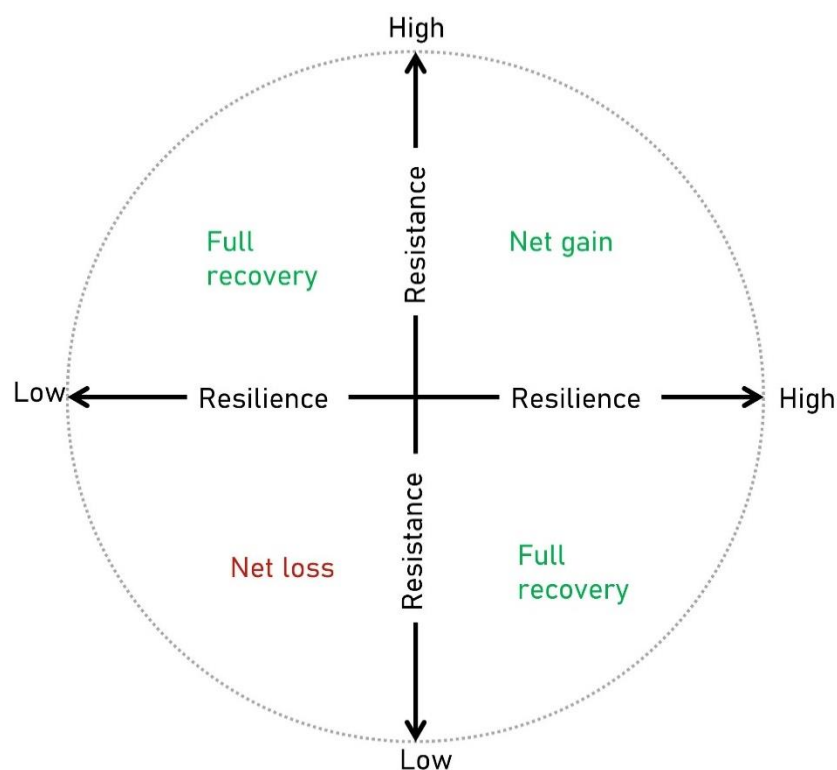 High
Resistance
Full
recovery
Net gain
Low
Resilience
Resilience
High
Resistance
Net loss
Full
recovery
Low